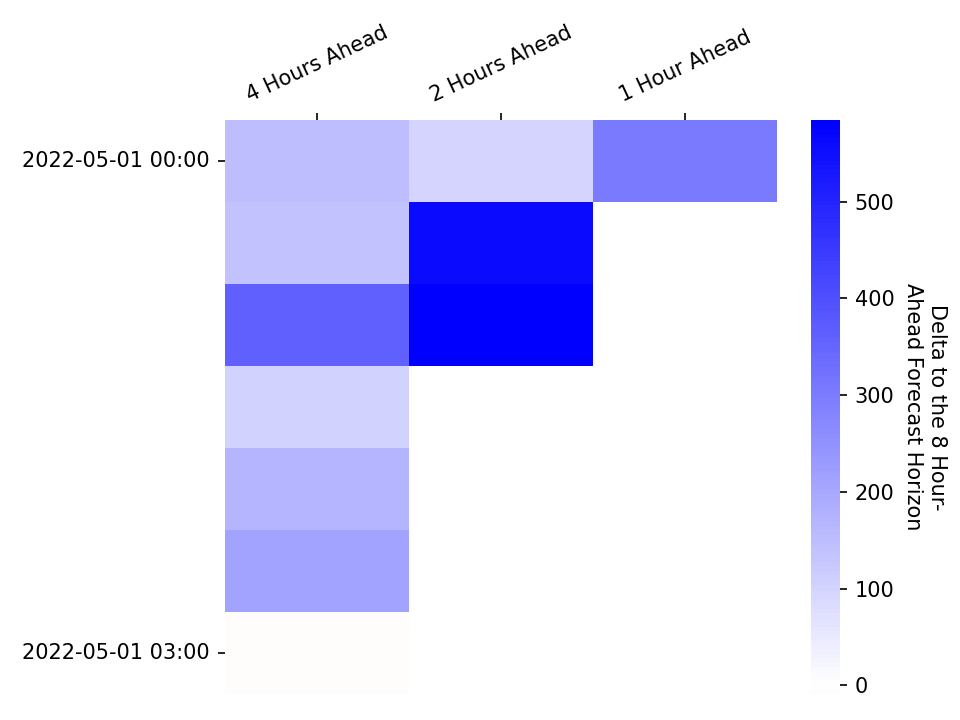 4 Hours Ahead
2 Hours Ahead
1 Hour Ahead
2022-05-01 00:00
2022-05-01 03:00
500
400
300
200
100
0
Delta to the 8 Hour-
Ahead Forecast Horizon